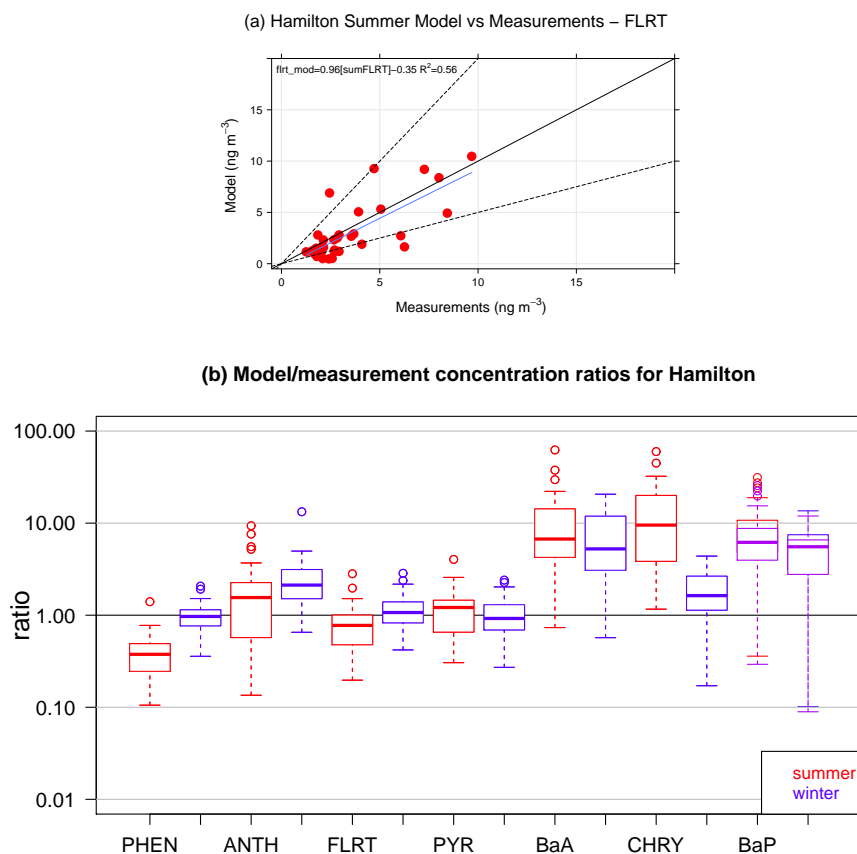 (a) Hamilton Summer Model vs Measurements – FLRT
flrt_mod=0.96[sumFLRT]−0.35 R²=0.56
15
10
5
0
Model (ng m⁻³)
0 5 10 15
Measurements (ng m⁻³)
(b) Model/measurement concentration ratios for Hamilton
100.00
10.00
1.00
0.10
0.01
ratio
summer
winter
PHEN ANTH FLRT PYR BaA CHRY BaP